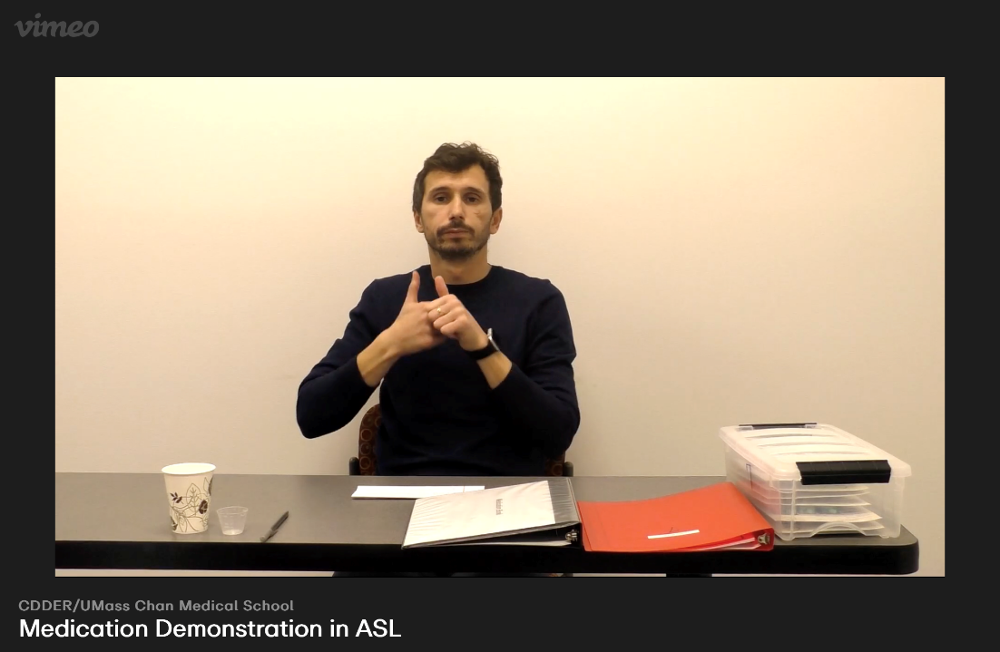 vimeo
CDDER/UMass Chan Medical School
Medication Demonstration in ASL